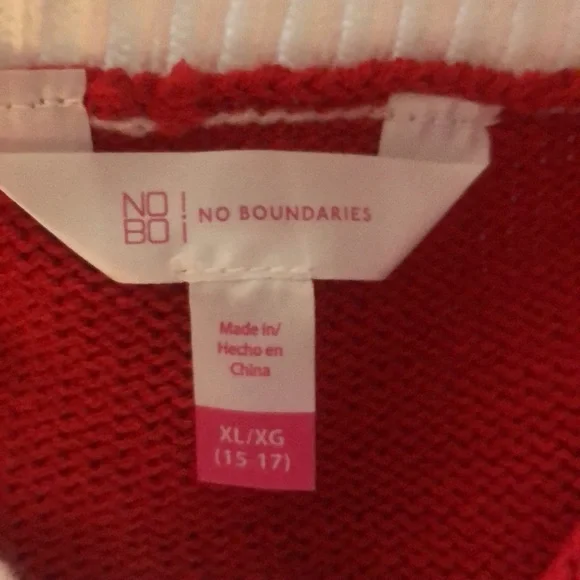 NO
BO
NO BOUNDARIES
Made in/
Hecho en
China
XL/XG
(15-17)